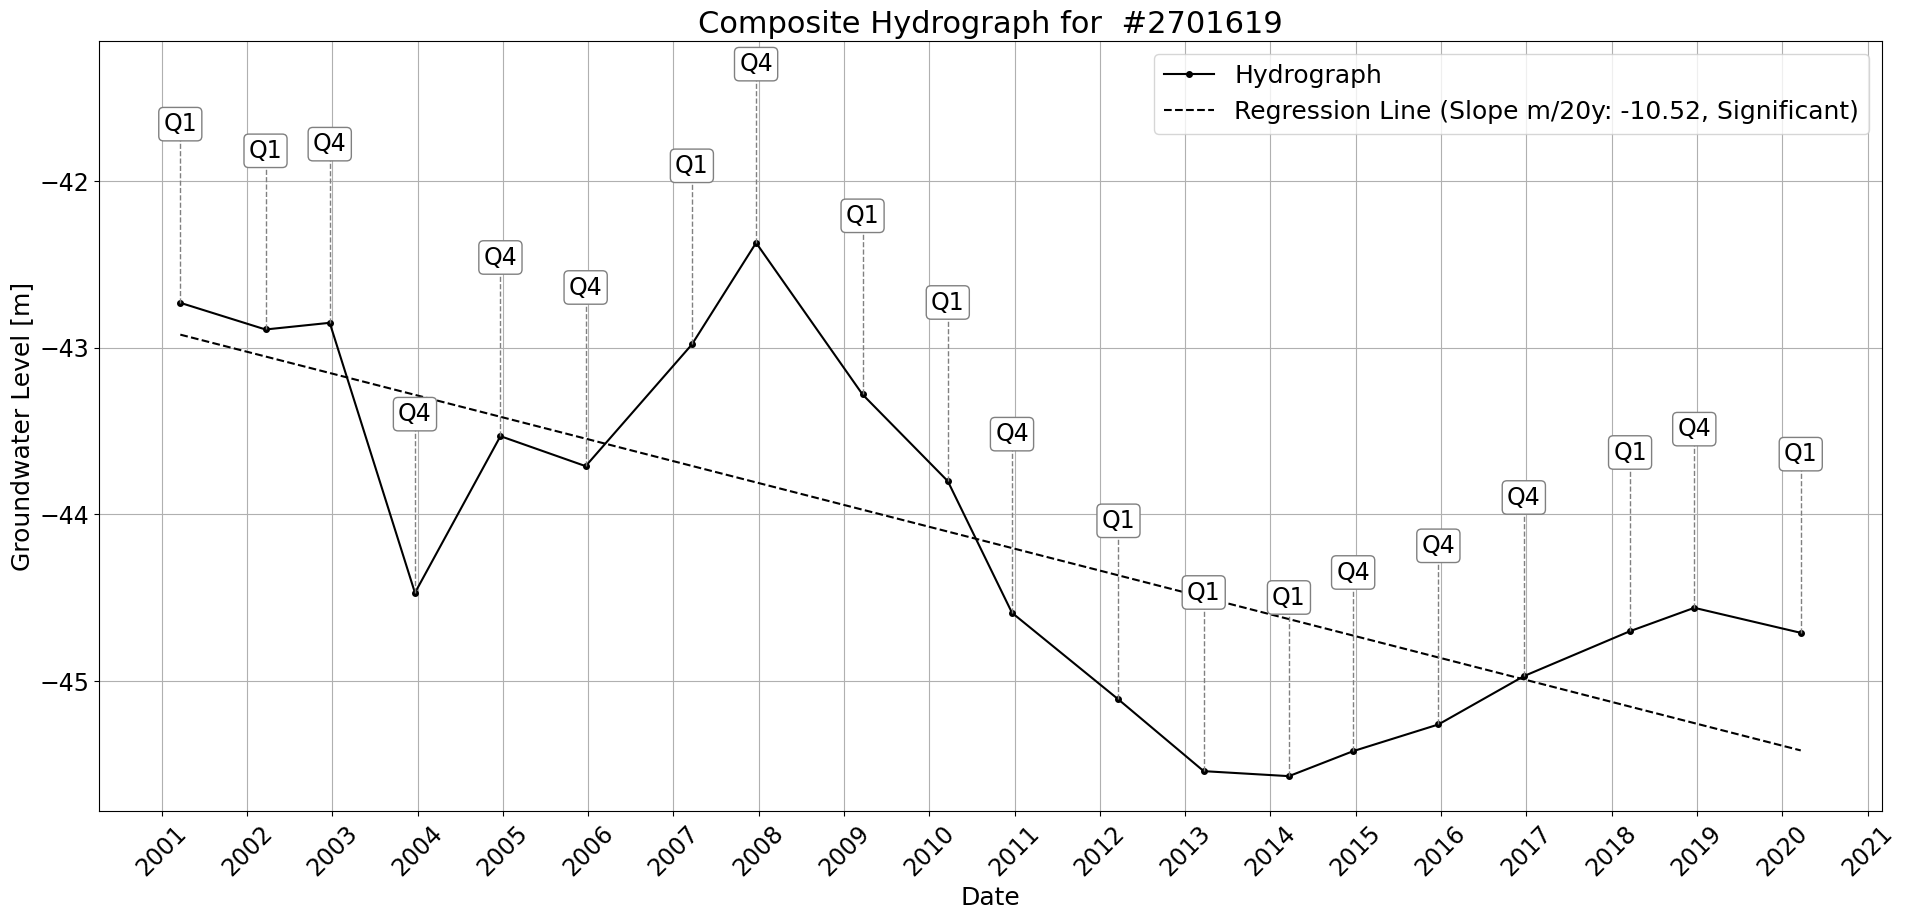 Composite Hydrograph for  #2701619
Hydrograph
Regression Line (Slope m/20y: -10.52, Significant)
Groundwater Level [m]
−42
−43
−44
−45
Q1
Q1
Q4
Q4
Q4
Q4
Q1
Q4
Q1
Q1
Q4
Q1
Q1
Q1
Q4
Q4
Q4
Q1
Q4
Q1
2001
2002
2003
2004
2005
2006
2007
2008
2009
2010
2011
2012
2013
2014
2015
2016
2017
2018
2019
2020
2021
Date